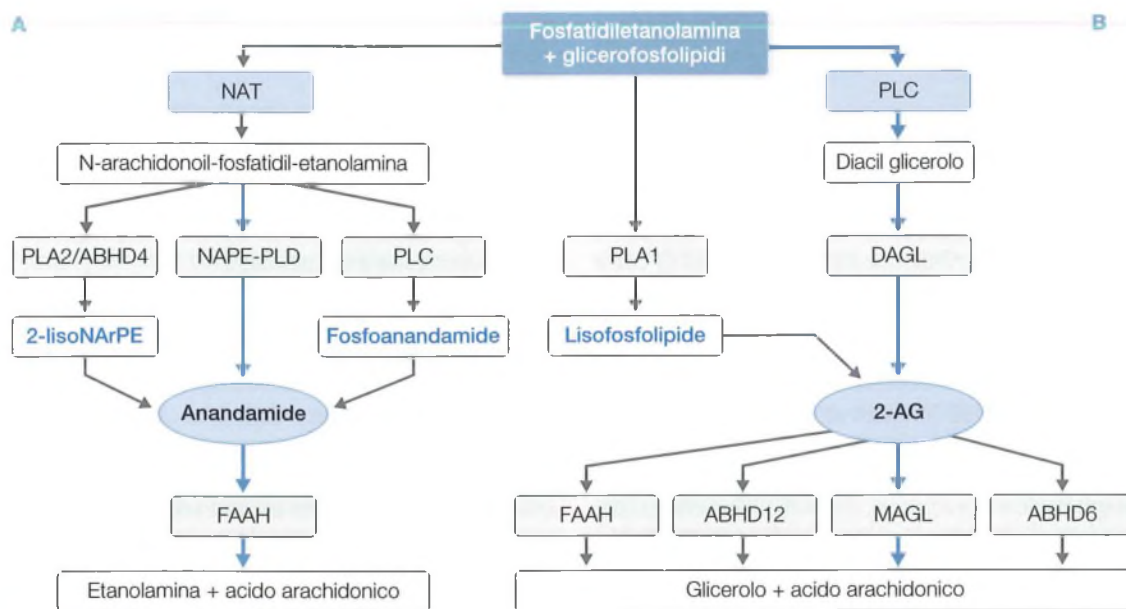 A
B
Fosfatidiletanolamina
+ glicerofosfolipidi
NAT
PLC
N-arachidonoil-fosfatidil-etanolamina
Diacil glicerolo
PLA2/ABHD4
NAPE-PLD
PLC
PLA1
DAGL
2-lisoNArPE
Fosfoanandamide
Lisofosfolipide
Anandamide
2-AG
FAAH
FAAH
ABHD12
MAGL
ABHD6
Etanolamina + acido arachidonico
Glicerolo + acido arachidonico